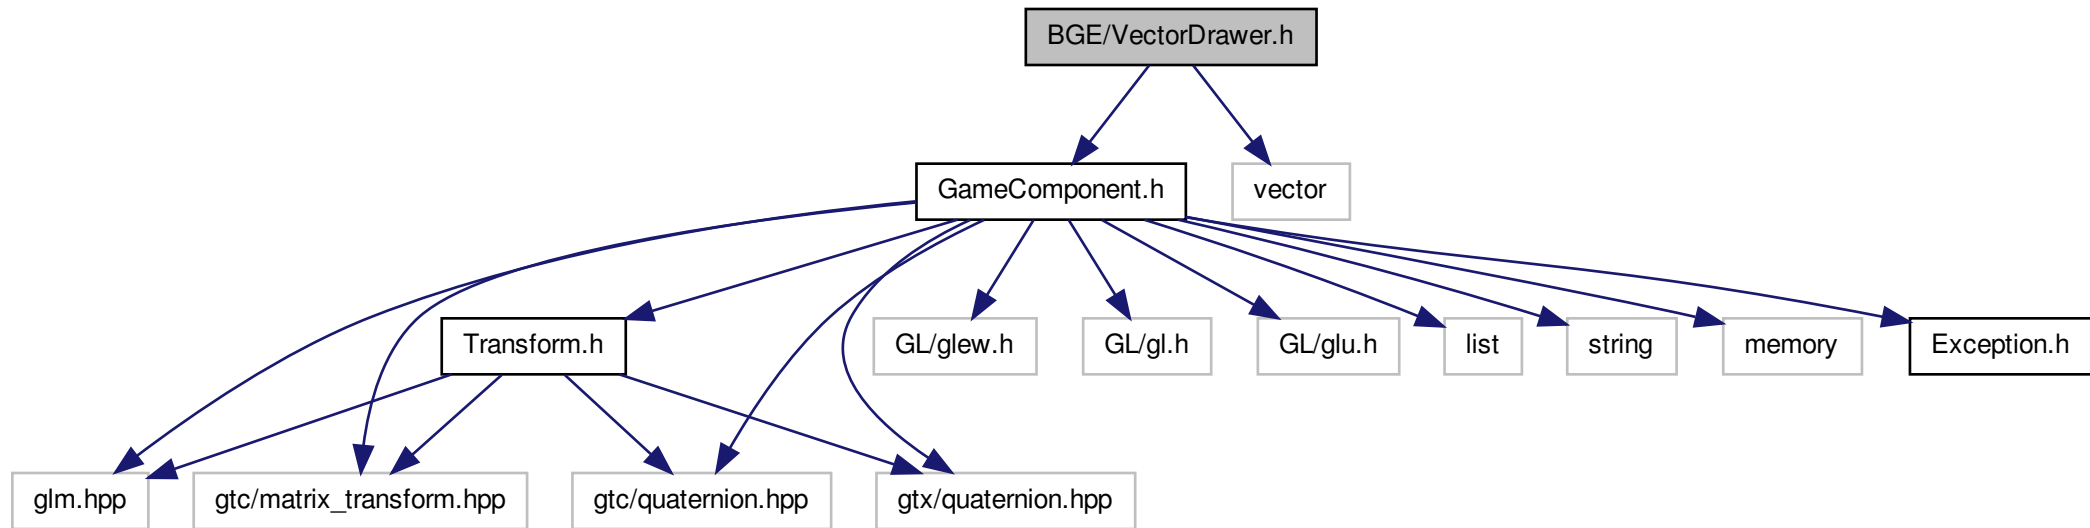 BGE/VectorDrawer.h
GameComponent.h
vector
Transform.h
GL/glew.h
GL/gl.h
GL/glu.h
list
string
memory
Exception.h
glm.hpp
gtc/matrix_transform.hpp
gtc/quaternion.hpp
gtx/quaternion.hpp